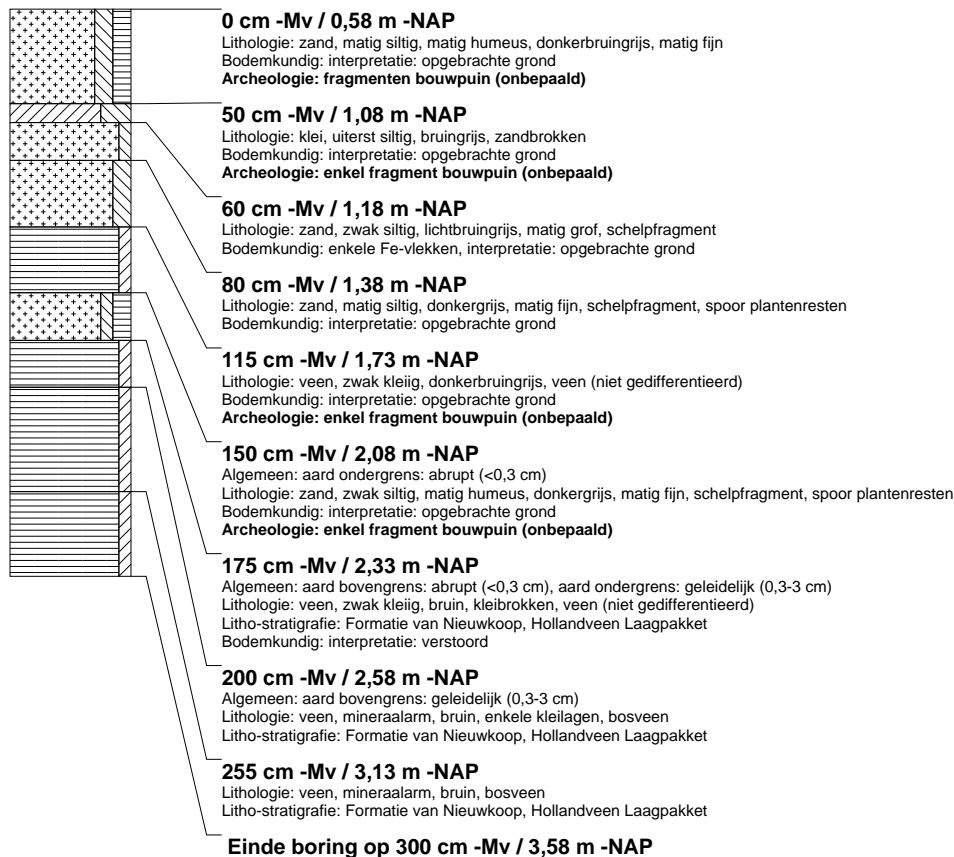 0 cm -Mv / 0,58 m -NAP
Lithologie: zand, matig siltig, matig humeus, donkerbruingrijs, matig fijn
Bodemkundig: interpretatie: opgebrachte grond
Archeologie: fragmenten bouwpuin (onbepaald)
50 cm -Mv / 1,08 m -NAP
Lithologie: klei, uiterst siltig, bruingrijs, zandbrokken
Bodemkundig: interpretatie: opgebrachte grond
Archeologie: enkel fragment bouwpuin (onbepaald)
60 cm -Mv / 1,18 m -NAP
Lithologie: zand, zwak siltig, lichtbruingrijs, matig grof, schelpfragment
Bodemkundig: enkele Fe-vlekken, interpretatie: opgebrachte grond
80 cm -Mv / 1,38 m -NAP
Lithologie: zand, matig siltig, donkergrijs, matig fijn, schelpfragment, spoor plantenresten
Bodemkundig: interpretatie: opgebrachte grond
115 cm -Mv / 1,73 m -NAP
Lithologie: veen, zwak kleiig, donkerbruingrijs, veen (niet gedifferentieerd)
Bodemkundig: interpretatie: opgebrachte grond
Archeologie: enkel fragment bouwpuin (onbepaald)
150 cm -Mv / 2,08 m -NAP
Algemeen: aard ondergrens: abrupt (<0,3 cm)
Lithologie: zand, zwak siltig, matig humeus, donkergrijs, matig fijn, schelpfragment, spoor plantenresten
Bodemkundig: interpretatie: opgebrachte grond
Archeologie: enkel fragment bouwpuin (onbepaald)
175 cm -Mv / 2,33 m -NAP
Algemeen: aard bovengrens: abrupt (<0,3 cm), aard ondergrens: geleidelijk (0,3-3 cm)
Lithologie: veen, zwak kleiig, bruin, kleibrokken, veen (niet gedifferentieerd)
Litho-stratigrafie: Formatie van Nieuwkoop, Hollandveen Laagpakket
Bodemkundig: interpretatie: verstoord
200 cm -Mv / 2,58 m -NAP
Algemeen: aard bovengrens: geleidelijk (0,3-3 cm)
Lithologie: veen, mineraalarm, bruin, enkele kleilagen, bosveen
Litho-stratigrafie: Formatie van Nieuwkoop, Hollandveen Laagpakket
255 cm -Mv / 3,13 m -NAP
Lithologie: veen, mineraalarm, bruin, bosveen
Litho-stratigrafie: Formatie van Nieuwkoop, Hollandveen Laagpakket
Einde boring op 300 cm -Mv / 3,58 m -NAP